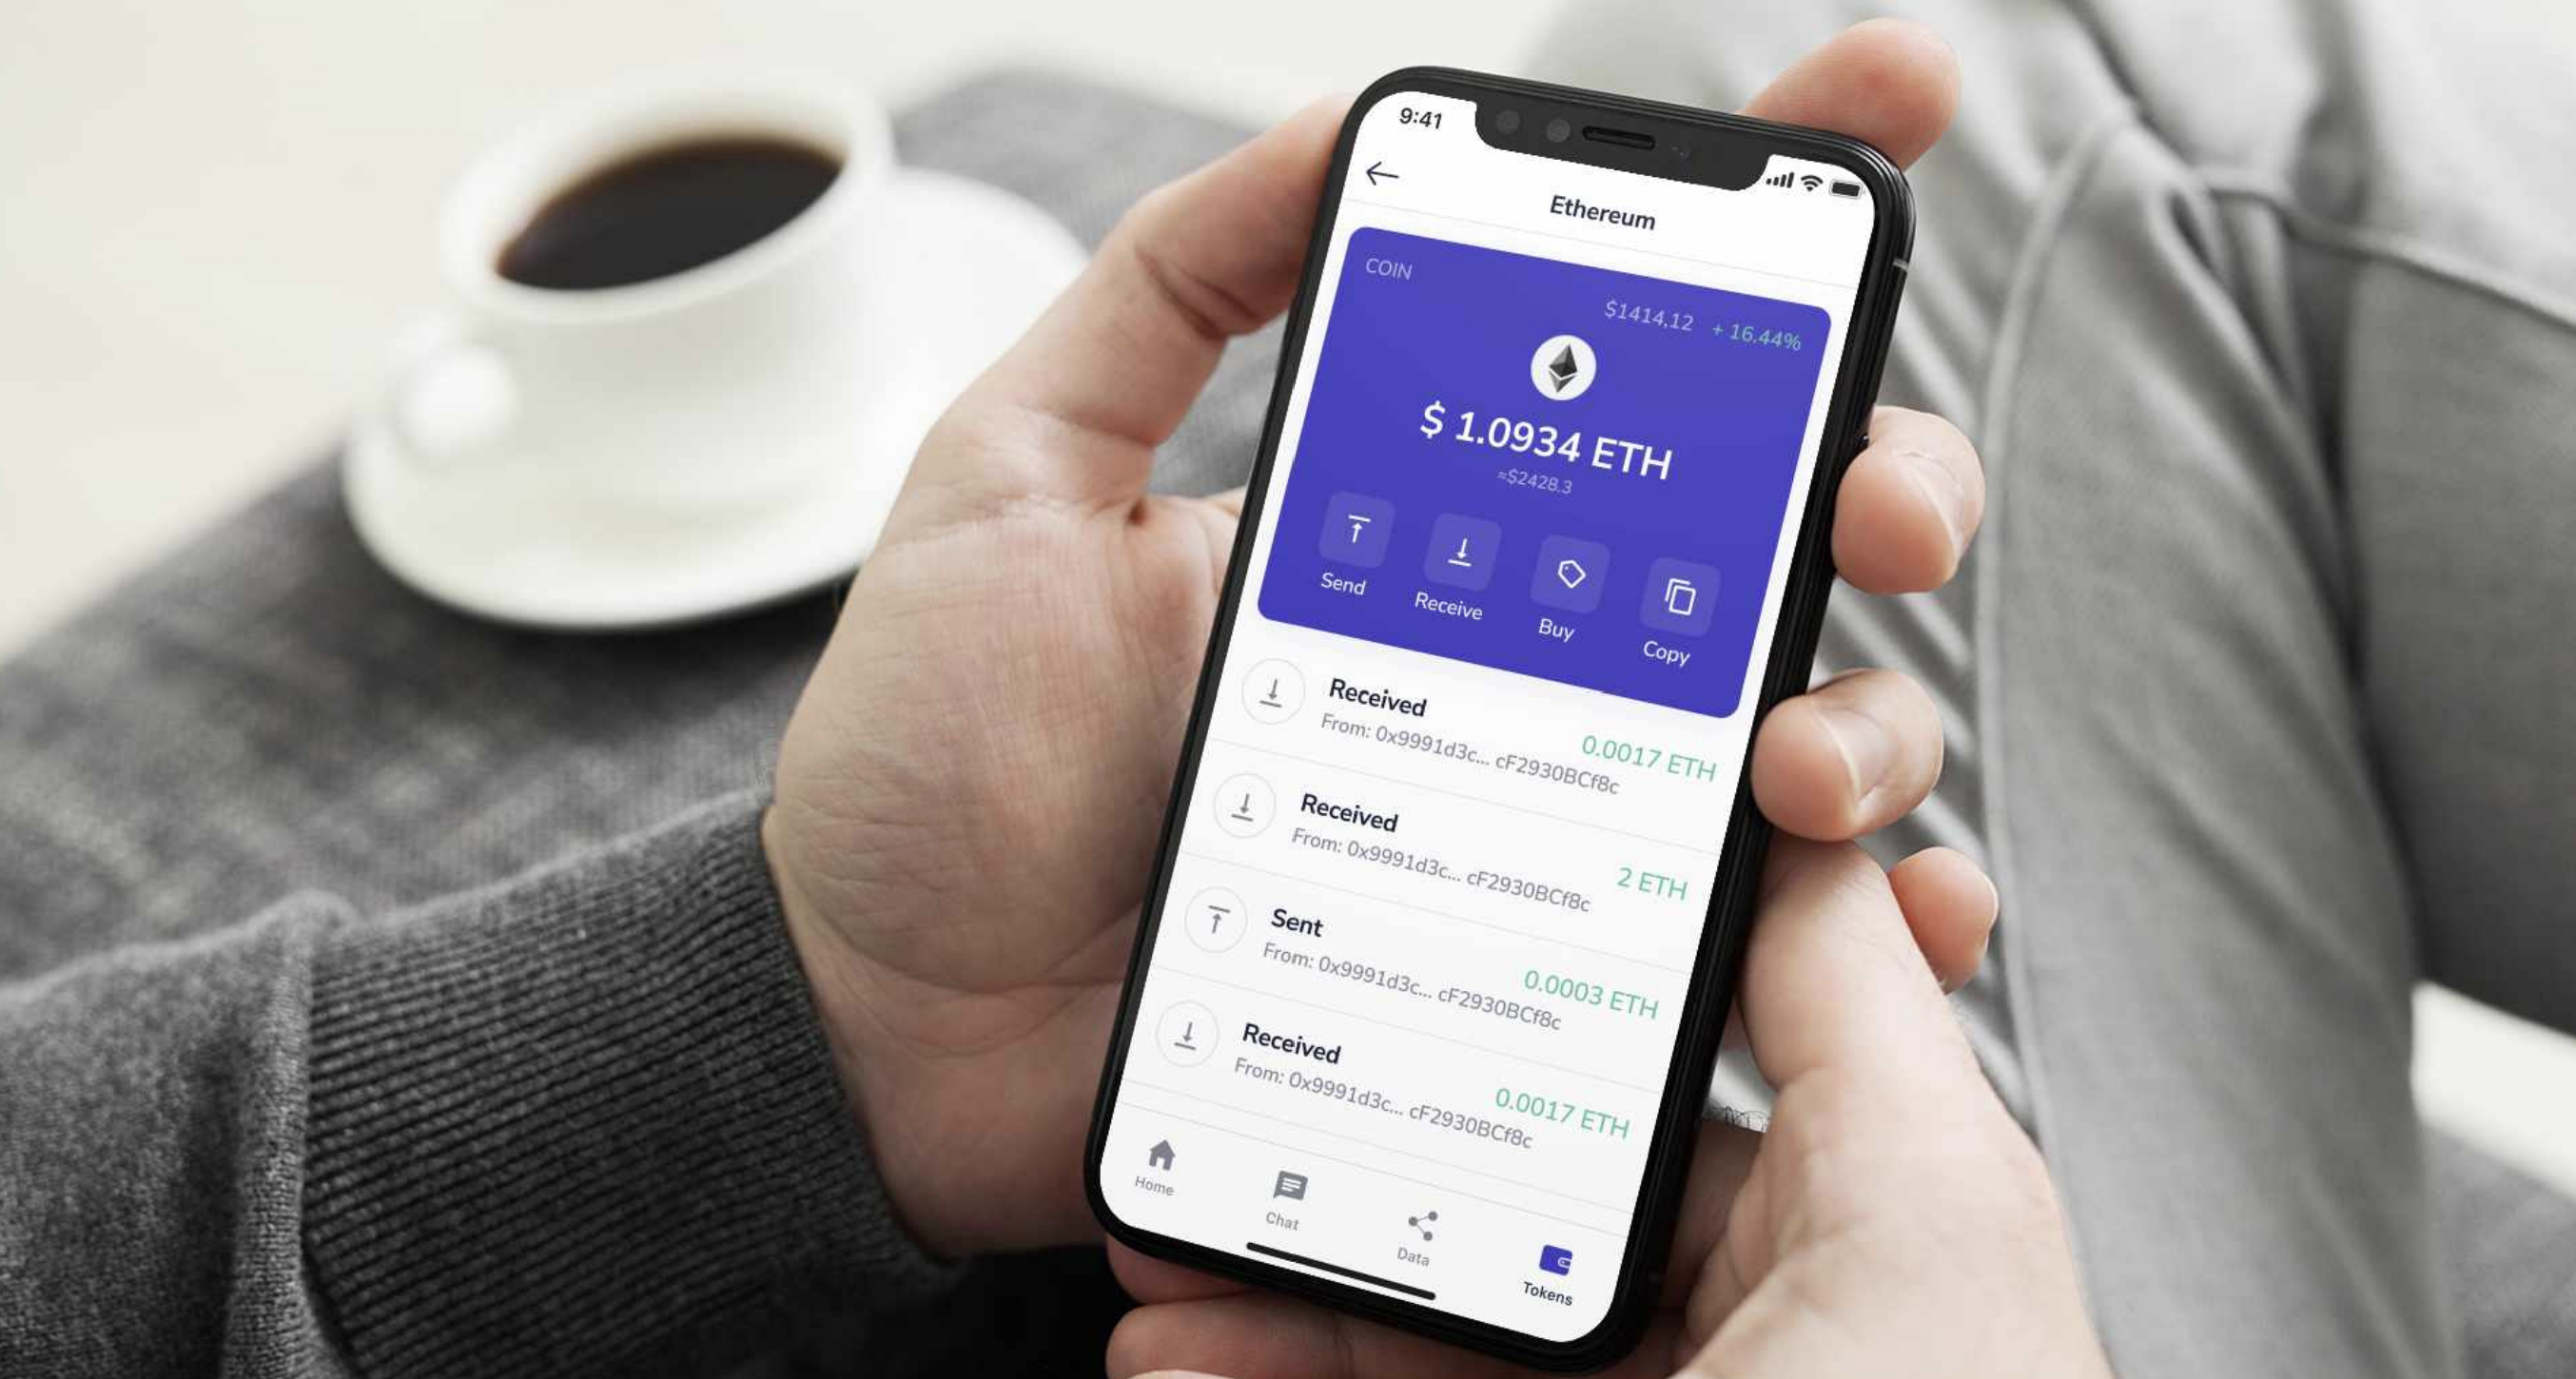 9:41
Ethereum
COIN
$1414,12 + 16.44%
$ 1.0934 ETH
≈$2428.3
Send
Receive
Buy
Copy
Received
From: 0x9991d3c... cF2930BCf8c
0.0017 ETH
Received
From: 0x9991d3c... cF2930BCf8c
2 ETH
Sent
From: 0x9991d3c... cF2930BCf8c
0.0003 ETH
Received
From: 0x9991d3c... cF2930BCf8c
0.0017 ETH
Home
Chat
Data
Tokens